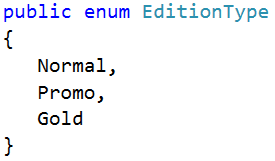 public enum EditionType
{
    Normal,
    Promo,
    Gold
}